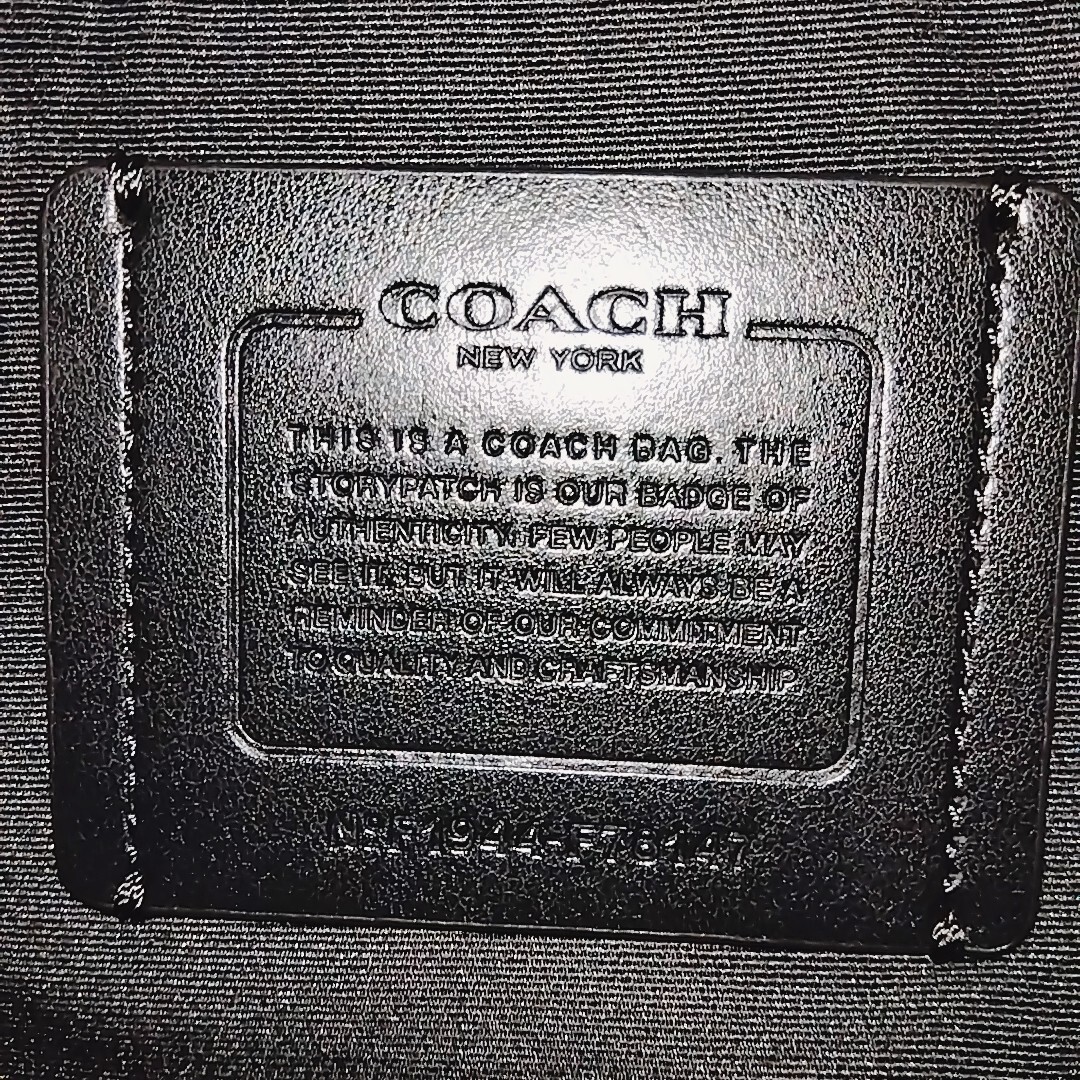 COACH
NEW YORK
THIS IS A COACH BAG. THE
STORYPATCH IS OUR BADGE OF
AUTHENTICITY. FEW PEOPLE MAY
SEE IT, BUT IT WILL ALWAYS BE A
REMINDER OF OUR COMMITMENT
TO QUALITY AND CRAFTSMANSHIP.